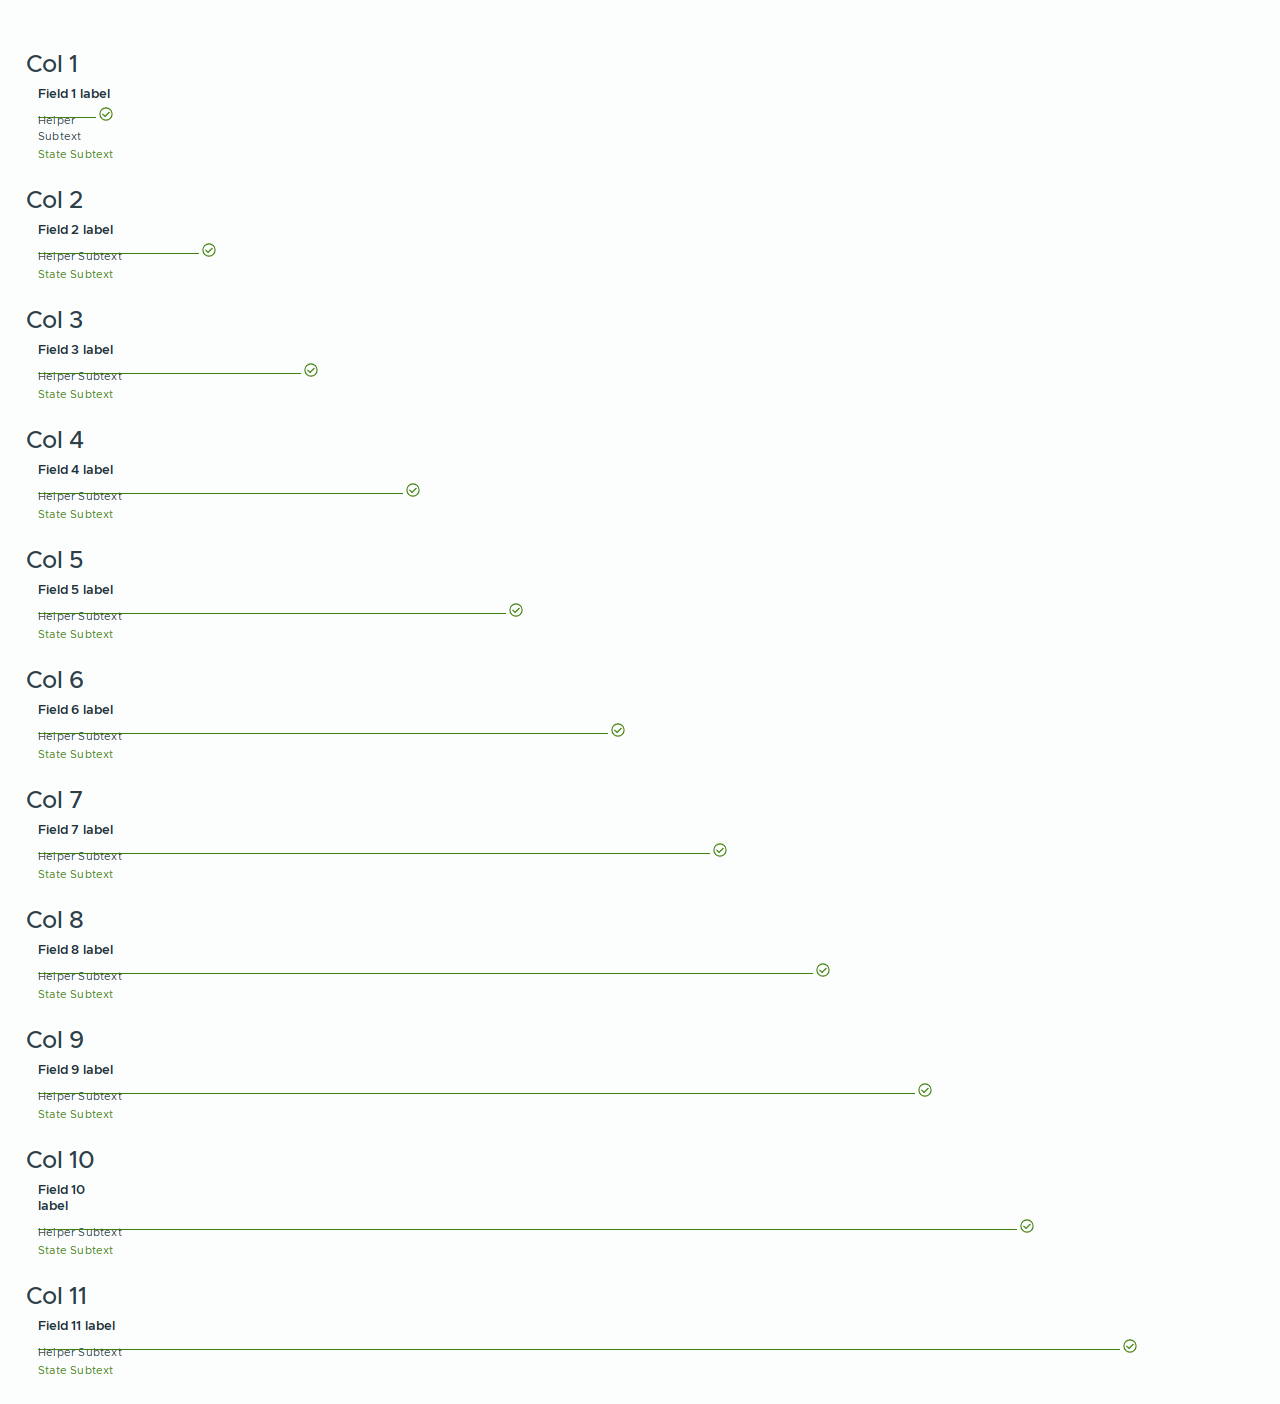 Col 1
Field 1 label
Helper
Subtext
State Subtext
Col 2
Field 2 label
Helper Subtext
State Subtext
Col 3
Field 3 label
Helper Subtext
State Subtext
Col 4
Field 4 label
Helper Subtext
State Subtext
Col 5
Field 5 label
Helper Subtext
State Subtext
Col 6
Field 6 label
Helper Subtext
State Subtext
Col 7
Field 7 label
Helper Subtext
State Subtext
Col 8
Field 8 label
Helper Subtext
State Subtext
Col 9
Field 9 label
Helper Subtext
State Subtext
Col 10
Field 10
label
Helper Subtext
State Subtext
Col 11
Field 11 label
Helper Subtext
State Subtext